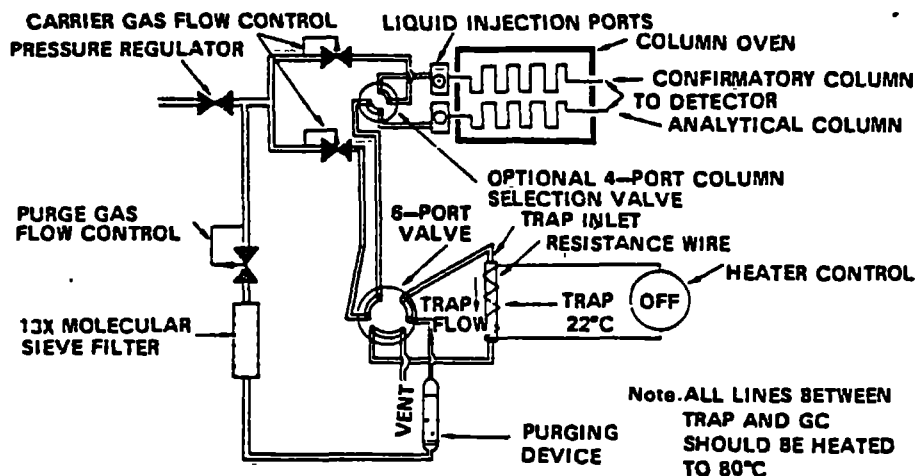 CARRIER GAS FLOW CONTROL
PRESSURE REGULATOR
LIQUID INJECTION PORTS
COLUMN OVEN
CONFIRMATORY COLUMN
TO DETECTOR
ANALYTICAL COLUMN
OPTIONAL 4-PORT COLUMN
SELECTION VALVE
PURGE GAS
FLOW CONTROL
6-PORT
VALVE
TRAP INLET
RESISTANCE WIRE
HEATER CONTROL
OFF
TRAP
FLOW
TRAP
22°C
13X MOLECULAR
SIEVE FILTER
VENT
PURGING
DEVICE
Note. ALL LINES BETWEEN
TRAP AND GC
SHOULD BE HEATED
TO 80°C